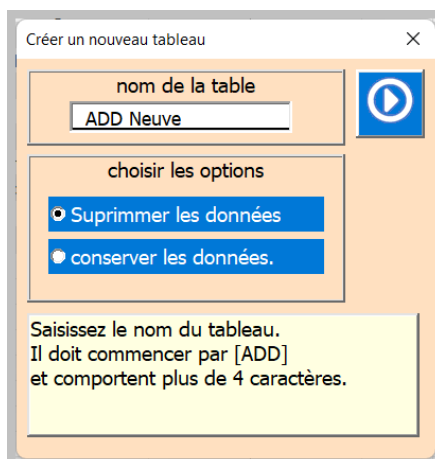 Créer un nouveau tableau
nom de la table
ADD Neuve
choisir les options
Suprimmer les données
conserver les données.
Saisissez le nom du tableau.
Il doit commencer par [ADD]
et comportent plus de 4 caractères.